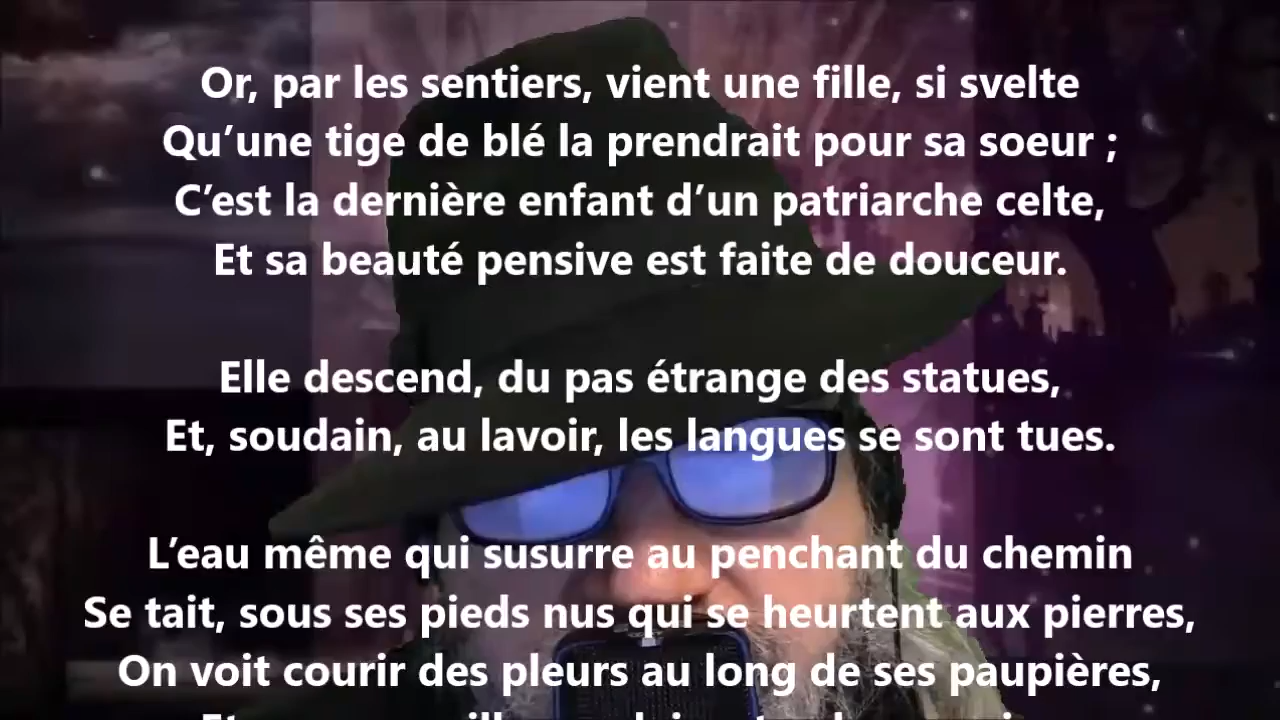 Or, par les sentiers, vient une fille, si svelte
Qu’une tige de blé la prendrait pour sa soeur ;
C’est la dernière enfant d’un patriarche celte,
Et sa beauté pensive est faite de douceur.
Elle descend, du pas étrange des statues,
Et, soudain, au lavoir, les langues se sont tues.
L’eau même qui susurre au penchant du chemin
Se tait, sous ses pieds nus qui se heurtent aux pierres,
On voit courir des pleurs au long de ses paupières,